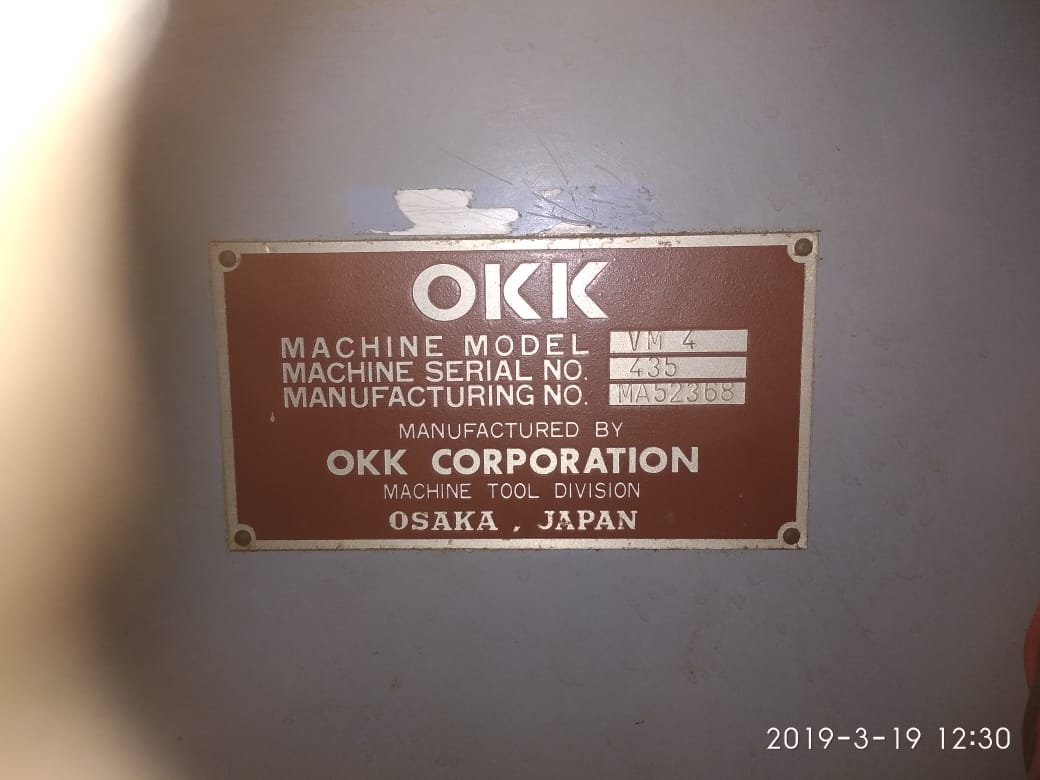 OKK
MACHINE MODEL VM 4
MACHINE SERIAL NO. 435
MANUFACTURING NO. MA52368
MANUFACTURED BY
OKK CORPORATION
MACHINE TOOL DIVISION
OSAKA , JAPAN
2019-3-19 12:30